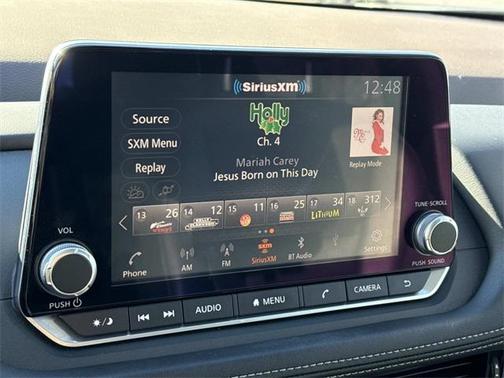 SiriusXM
12:48
Source
Holly
Ch. 4
SXM Menu
Mariah Carey
Replay
Jesus Born on This Day
Replay Mode
VOL
TUNE·SCROLL
13 26
14
15 11
16 25
17 34
18 312
LITHIUM
Phone
AM
FM
SXM
SiriusXM
BT Audio
Settings
PUSH
PUSH SOUND
AUDIO
MENU
CAMERA